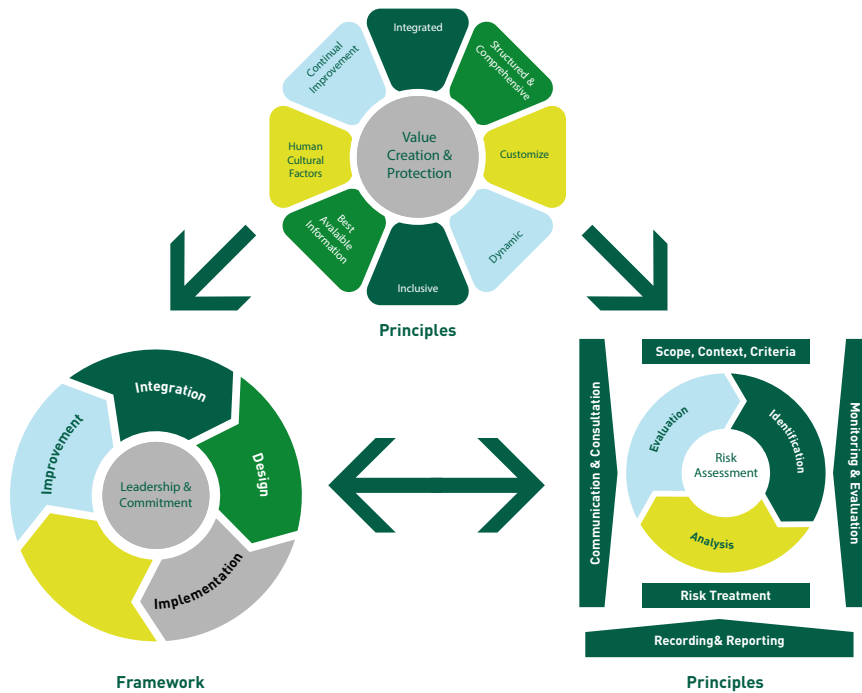 Integrated
Structured &
Comprehensive
Customize
Dynamic
Inclusive
Best
Avalaible
Information
Human
Cultural
Factors
Continual
Improvement
Value
Creation &
Protection
Principles
Integration
Design
Implementation
Improvement
Leadership &
Commitment
Framework
Scope, Context, Criteria
Communication & Consultation
Monitoring & Evaluation
Evaluation
Identification
Analysis
Risk
Assessment
Risk Treatment
Recording& Reporting
Principles